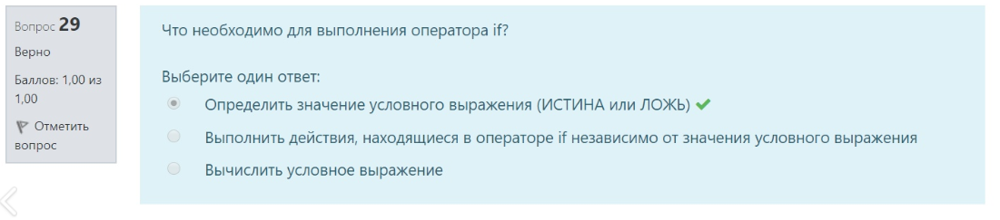 Вопрос 29
Верно
Баллов: 1,00 из
1,00
Отметить
вопрос
Что необходимо для выполнения оператора if?
Выберите один ответ:
Определить значение условного выражения (ИСТИНА или ЛОЖЬ)
Выполнить действия, находящиеся в операторе if независимо от значения условного выражения
Вычислить условное выражение